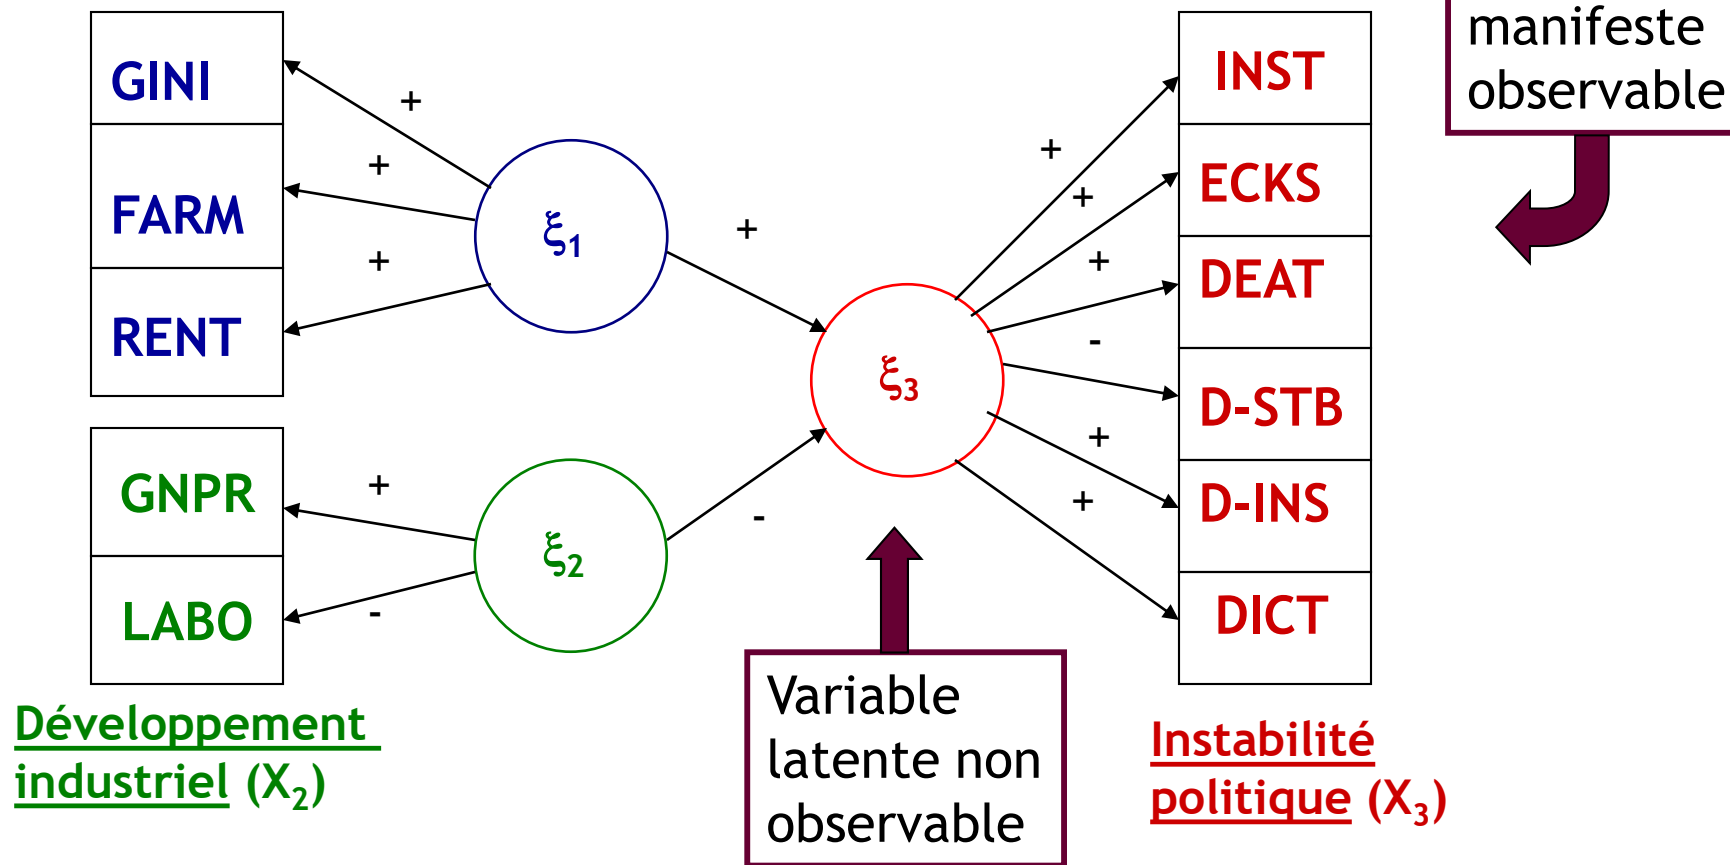 GINI
FARM
RENT
+
+
+
ξ1
+
GNPR
LABO
+
-
ξ2
-
ξ3
+
+
+
-
+
+
INST
ECKS
DEAT
D-STB
D-INS
DICT
manifeste
observable
Développement
industriel (X2)
Variable
latente non
observable
Instabilité
politique (X3)